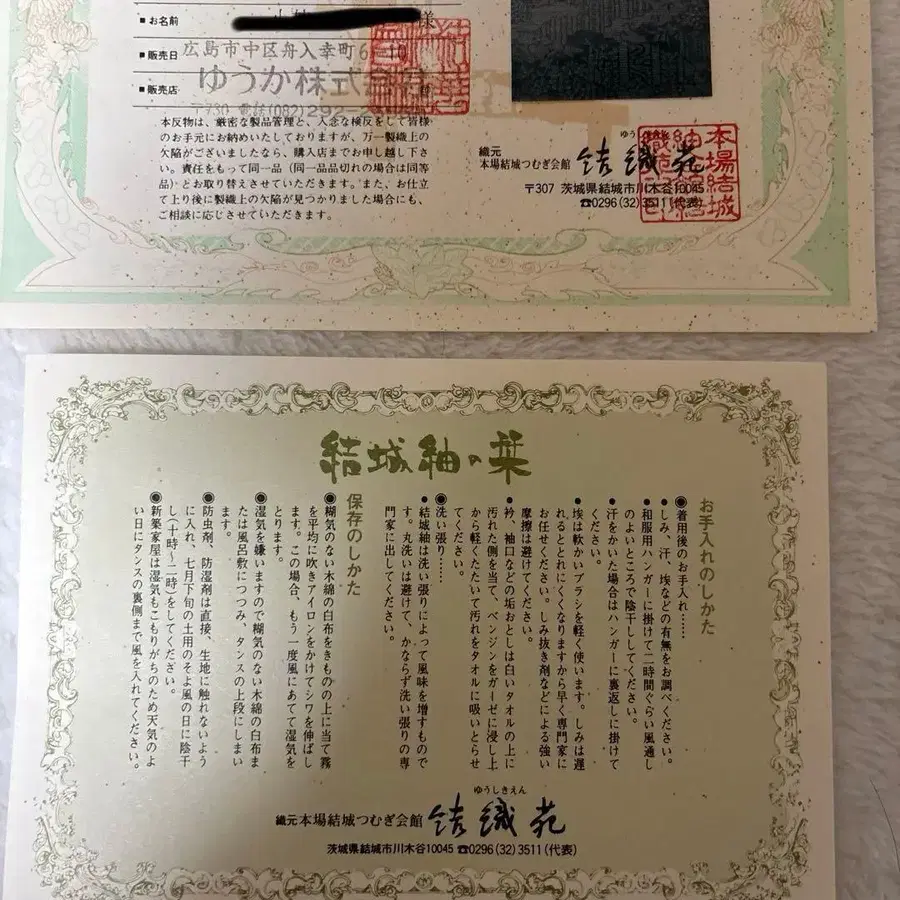 ■お名前
様
■販売日
広島市中区舟入幸町6-10
■販売店
ゆうか株式会社
〒730 電話(082)292-
本反物は、厳密な製品管理と、入念な検反をして皆様
のお手元にお納めいたしておりますが、万一製織上の
欠陥がございましたなら、購入店までお申し越し下さ
い。責任をもって同一品（同一品品切れの場合は同等
品）とお取り替えさせていただきます。また、お仕立
て上り後に製織上の欠点が見つかりました場合にも、
ご相談に応じさせていただきます。
織元
本場結城つむぎ会館
結織苑
〒307 茨城県結城市川木谷10045
☎0296(32)3511(代表)
本場結城
結城紬の栞
お手入れのしかた
●着用後のお手入れ……
•しみ、汗、埃などの有無をお調べください。
•和服用ハンガーに掛けて二時間ぐらい風通し
のよいところで陰干ししてください。
•汗をかいた場合はハンガーに裏返しに掛けて
ください。
•埃は軟かいブラシを軽く使います。しみは遅
れるととれにくくなりますから早く専門家に
お任せください。しみ抜き剤などによる強い
摩擦は避けてください。
•衿、袖口などの垢おとしは白いタオルの上に
汚れた側を当て、ベンジンをガーゼに浸し上
から軽くたたいて汚れをタオルに吸いとらせ
てください。
●洗い張り……
•結城紬は洗い張りによって風味を増すもので
す。丸洗いは避けて、かならず洗い張りの専
門家に出してください。
保存のしかた
●糊気のない木綿の白布をきものの上に当て霧
を平均に吹きアイロンをかけてシワを伸ばし
ます。この場合、もう一度風にあてて湿気を
とります。
●湿気を嫌いますので糊気のない木綿の白布ま
たは風呂敷につつみ、タンスの上段にしまい
ます。
●防虫剤、防湿剤は直接、生地に触れないよう
に入れ、七月下旬の土用のそよ風の日に陰干
し(十時〜二時)をしてください。
●新築家屋は湿気もこもりがちのため天気のよ
い日にタンスの裏側まで風を入れてください。
ゆうしきえん
織元 本場結城つむぎ会館 結織苑
茨城県結城市川木谷10045 ☎0296(32)3511(代表)